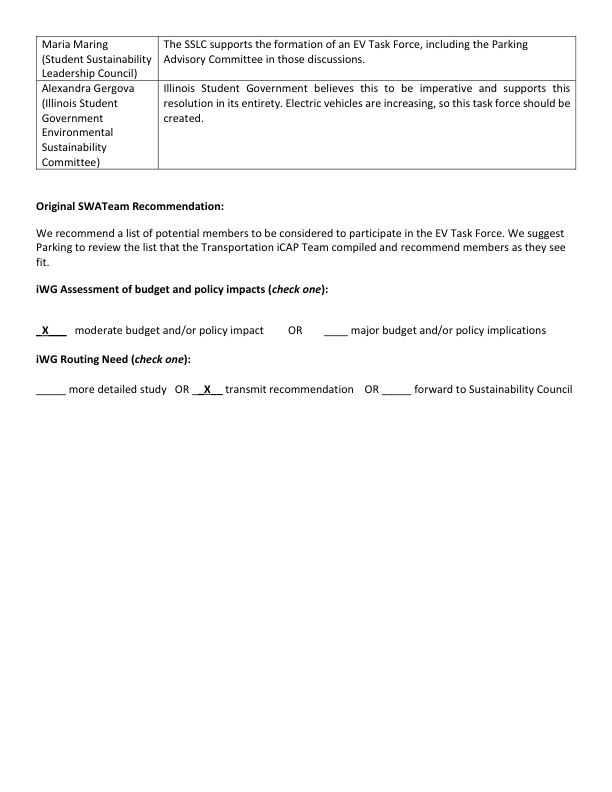 Maria Maring
(Student Sustainability
Leadership Council)
The SSLC supports the formation of an EV Task Force, including the Parking
Advisory Committee in those discussions.
Alexandra Gergova
(Illinois Student
Government
Environmental
Sustainability
Committee)
Illinois Student Government believes this to be imperative and supports this
resolution in its entirety. Electric vehicles are increasing, so this task force should be
created.
Original SWATeam Recommendation:
We recommend a list of potential members to be considered to participate in the EV Task Force. We suggest
Parking to review the list that the Transportation iCAP Team compiled and recommend members as they see
fit.
iWG Assessment of budget and policy impacts (check one):
_X___ moderate budget and/or policy impact OR ____ major budget and/or policy implications
iWG Routing Need (check one):
_____ more detailed study OR __X__ transmit recommendation OR _____ forward to Sustainability Council